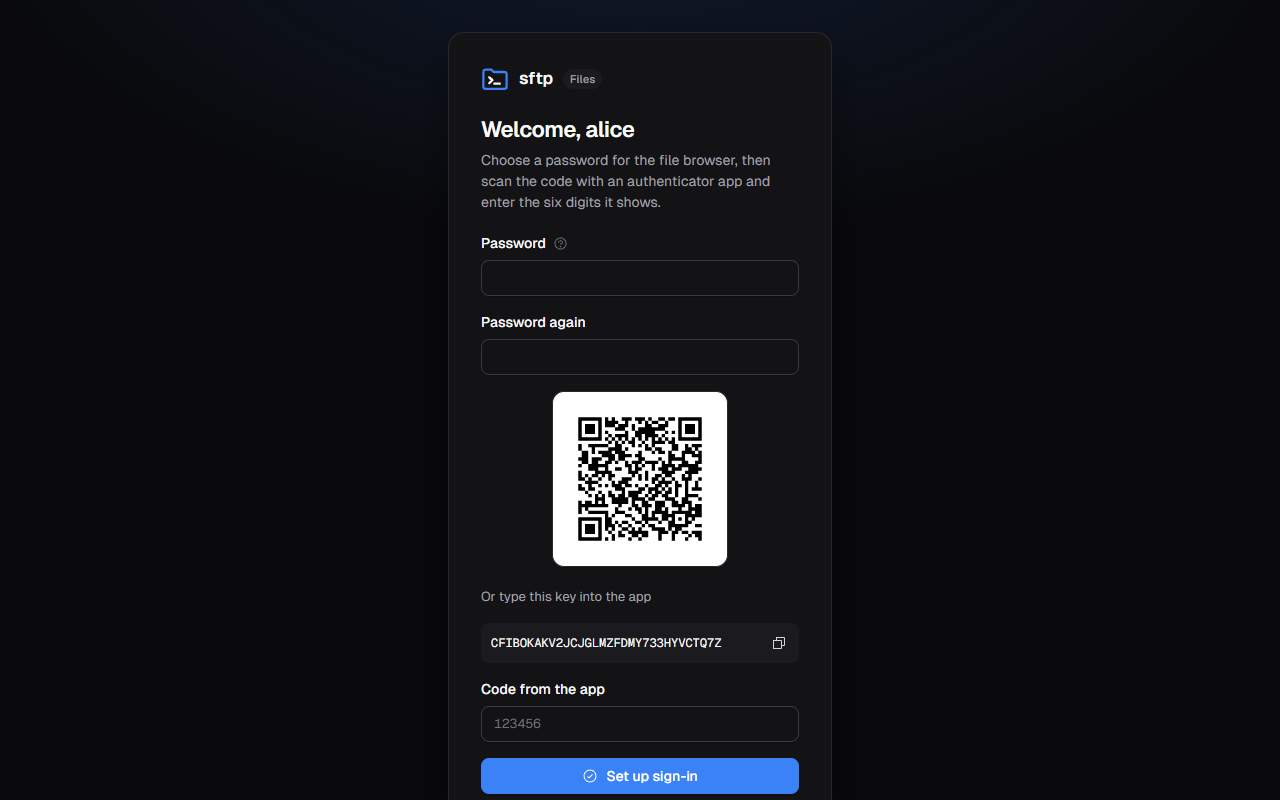 sftp Files
Welcome, alice
Choose a password for the file browser, then
scan the code with an authenticator app and
enter the six digits it shows.
Password
Password again
Or type this key into the app
CFIBOKAKV2JCJGLMZFDMY733HYVCTQ7Z
Code from the app
123456
Set up sign-in